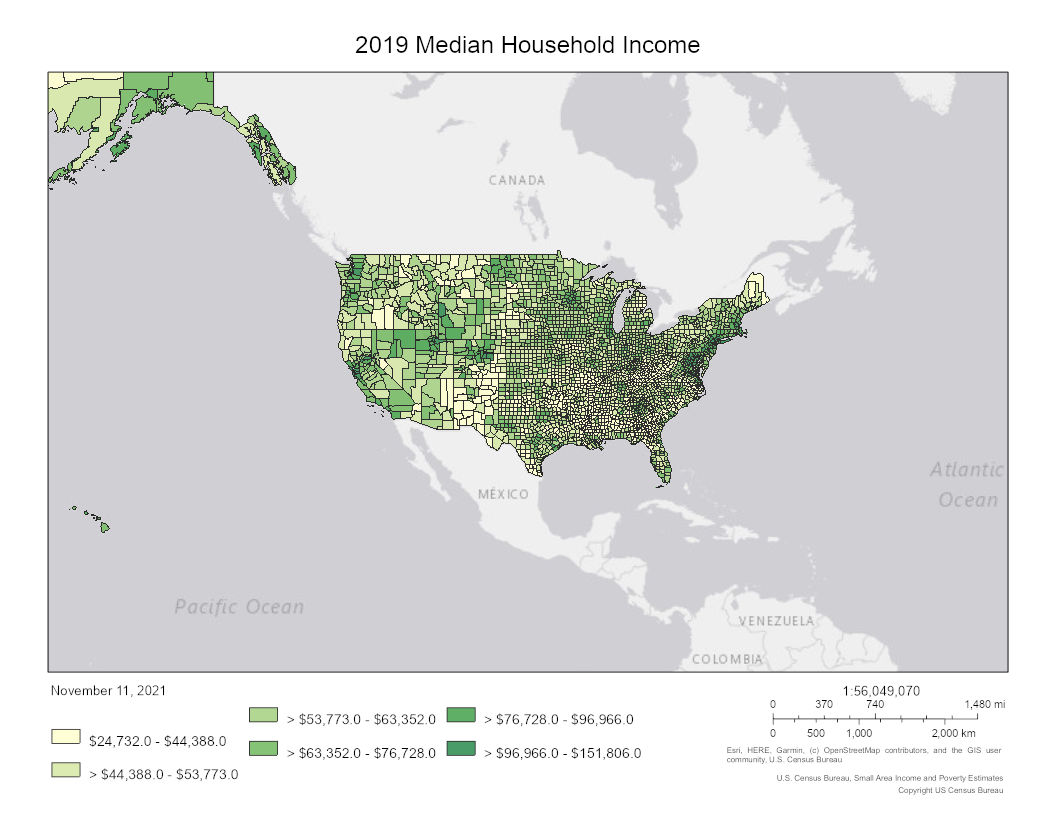 2019 Median Household Income
CANADA
MÉXICO
Atlantic
Ocean
Pacific Ocean
VENEZUELA
COLOMBIA
November 11, 2021
$24,732.0 - $44,388.0
> $44,388.0 - $53,773.0
> $53,773.0 - $63,352.0
> $63,352.0 - $76,728.0
> $76,728.0 - $96,966.0
> $96,966.0 - $151,806.0
1:56,049,070
0 370 740 1,480 mi
0 500 1,000 2,000 km
Esri, HERE, Garmin, (c) OpenStreetMap contributors, and the GIS user
community, U.S. Census Bureau
U.S. Census Bureau, Small Area Income and Poverty Estimates
Copyright US Census Bureau